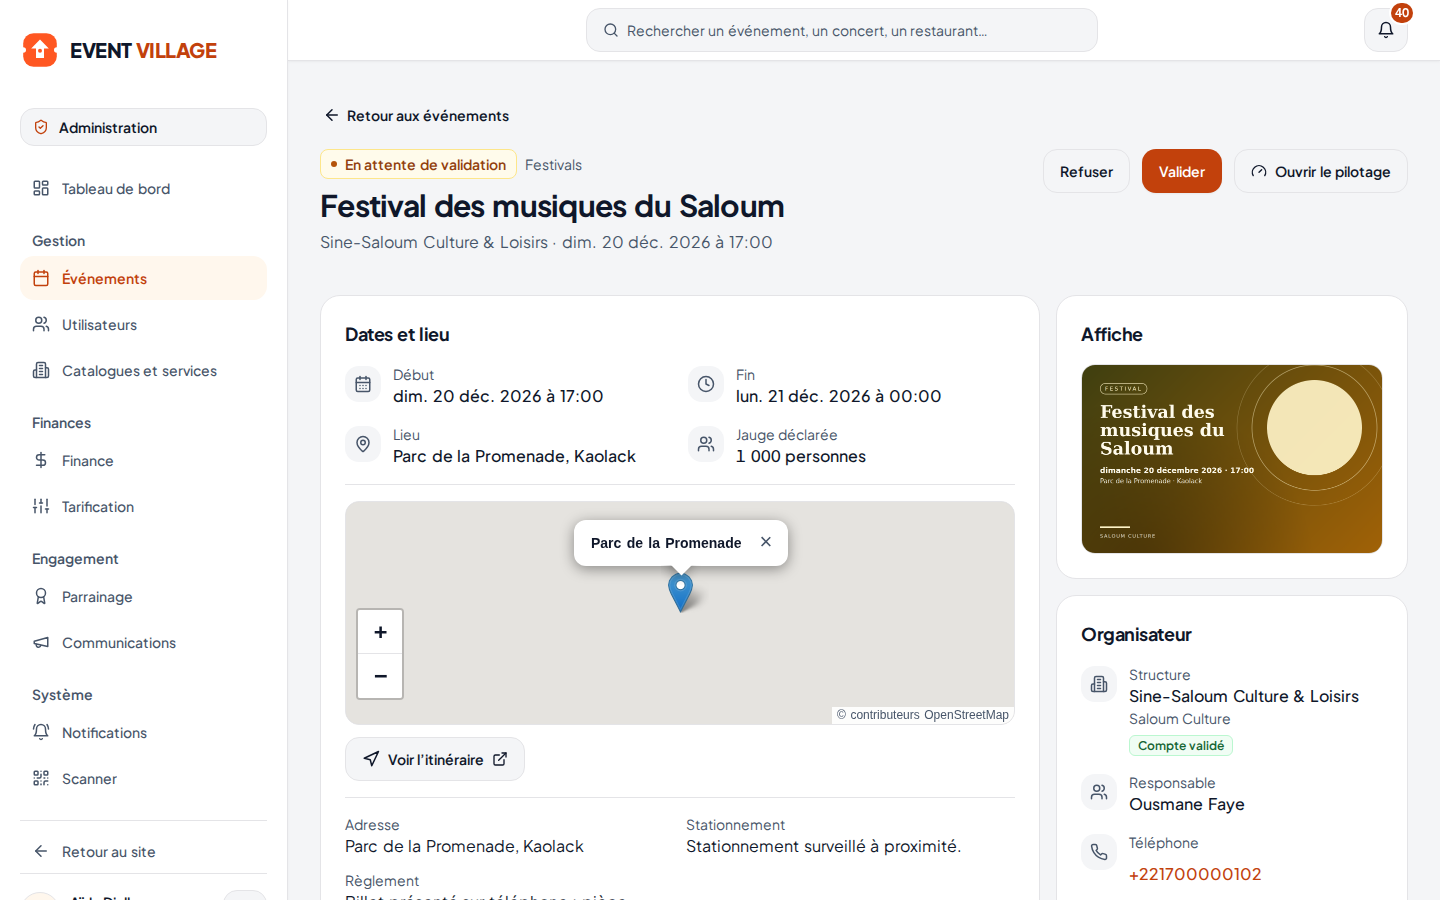 EVENT VILLAGE
Rechercher un événement, un concert, un restaurant...
40
Administration
Tableau de bord
Gestion
Événements
Utilisateurs
Catalogues et services
Finances
Finance
Tarification
Engagement
Parrainage
Communications
Système
Notifications
Scanner
Retour au site
Retour aux événements
En attente de validation
Festivals
Festival des musiques du Saloum
Sine-Saloum Culture & Loisirs · dim. 20 déc. 2026 à 17:00
Refuser
Valider
Ouvrir le pilotage
Dates et lieu
Début
dim. 20 déc. 2026 à 17:00
Fin
lun. 21 déc. 2026 à 00:00
Lieu
Parc de la Promenade, Kaolack
Jauge déclarée
1 000 personnes
Parc de la Promenade
×
+
−
© contributeurs OpenStreetMap
Voir l'itinéraire
Adresse
Parc de la Promenade, Kaolack
Stationnement
Stationnement surveillé à proximité.
Règlement
Affiche
FESTIVAL
Festival des
musiques du
Saloum
dimanche 20 décembre 2026 · 17:00
Parc de la Promenade · Kaolack
SALOUM CULTURE
Organisateur
Structure
Sine-Saloum Culture & Loisirs
Saloum Culture
Compte validé
Responsable
Ousmane Faye
Téléphone
+221700000102